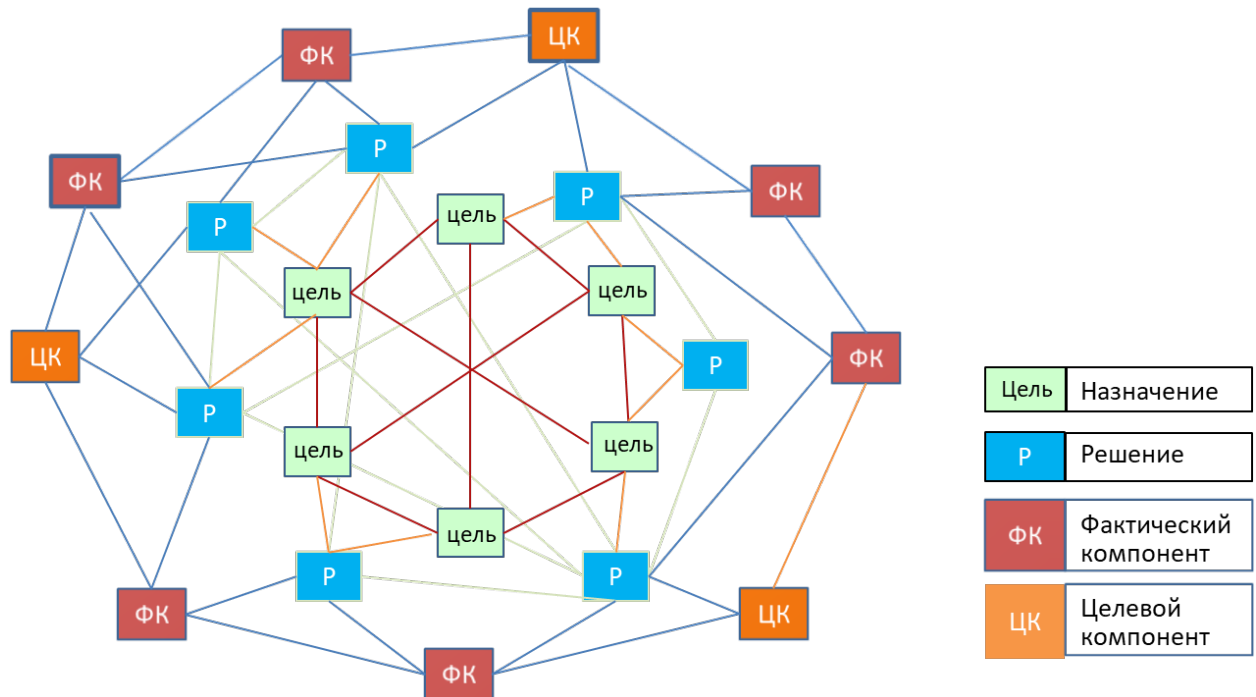 ЦК
ФК
Р
ФК
ФК
Р
цель
Р
цель
цель
ЦК
ФК
Р
Р
цель
цель
цель
Р
Р
ФК
ЦК
ФК
Цель Назначение
Р Решение
ФК Фактический
компонент
ЦК Целевой
компонент